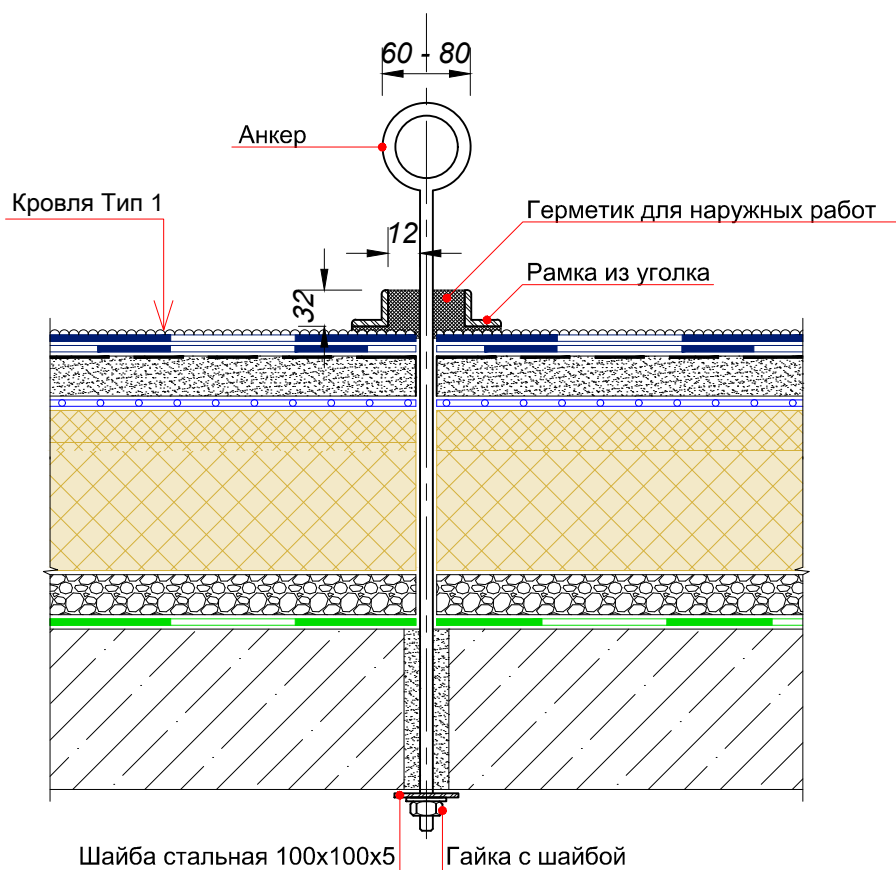 60 - 80
Анкер
Кровля Тип 1
Герметик для наружных работ
12
Рамка из уголка
32
Шайба стальная 100х100х5
Гайка с шайбой